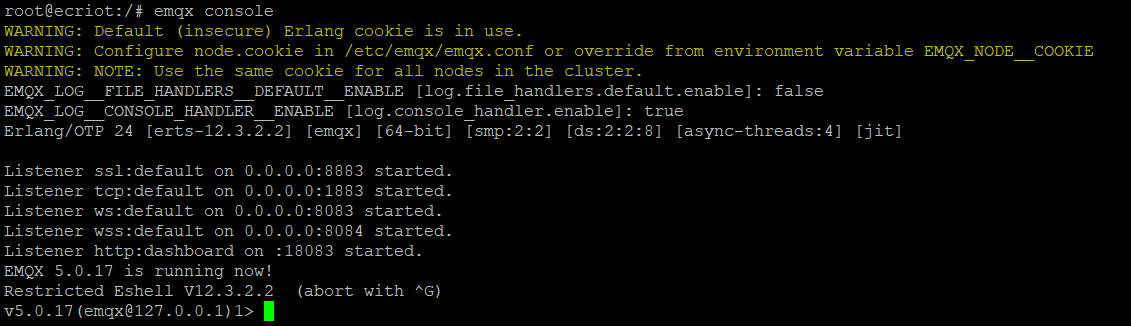 root@ecriot:/# emqx console
WARNING: Default (insecure) Erlang cookie is in use.
WARNING: Configure node.cookie in /etc/emqx/emqx.conf or override from environment variable EMQX_NODE__COOKIE
WARNING: NOTE: Use the same cookie for all nodes in the cluster.
EMQX_LOG__FILE_HANDLERS__DEFAULT__ENABLE [log.file_handlers.default.enable]: false
EMQX_LOG__CONSOLE_HANDLER__ENABLE [log.console_handler.enable]: true
Erlang/OTP 24 [erts-12.3.2.2] [emqx] [64-bit] [smp:2:2] [ds:2:2:8] [async-threads:4] [jit]
Listener ssl:default on 0.0.0.0:8883 started.
Listener tcp:default on 0.0.0.0:1883 started.
Listener ws:default on 0.0.0.0:8083 started.
Listener wss:default on 0.0.0.0:8084 started.
Listener http:dashboard on :18083 started.
EMQX 5.0.17 is running now!
Restricted Eshell V12.3.2.2  (abort with ^G)
v5.0.17(emqx@127.0.0.1)1>